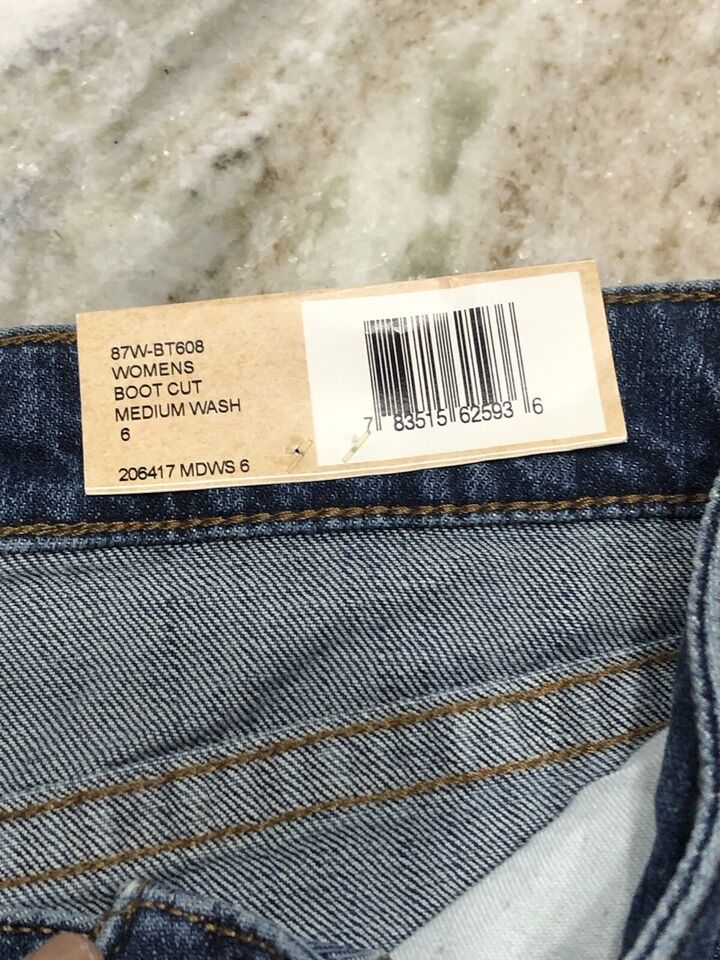 87W-BT608
WOMENS
BOOT CUT
MEDIUM WASH
6
206417 MDWS 6
7 83515 62593 6